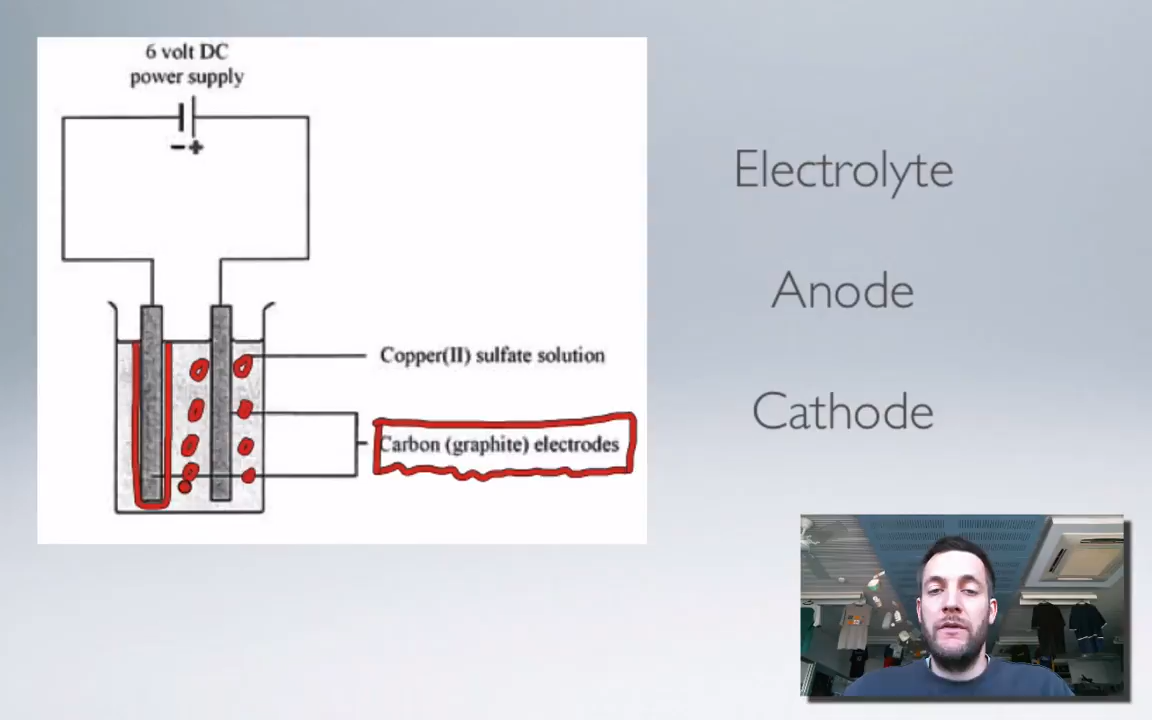 6 volt DC
power supply
− +
Copper(II) sulfate solution
Carbon (graphite) electrodes
Electrolyte
Anode
Cathode